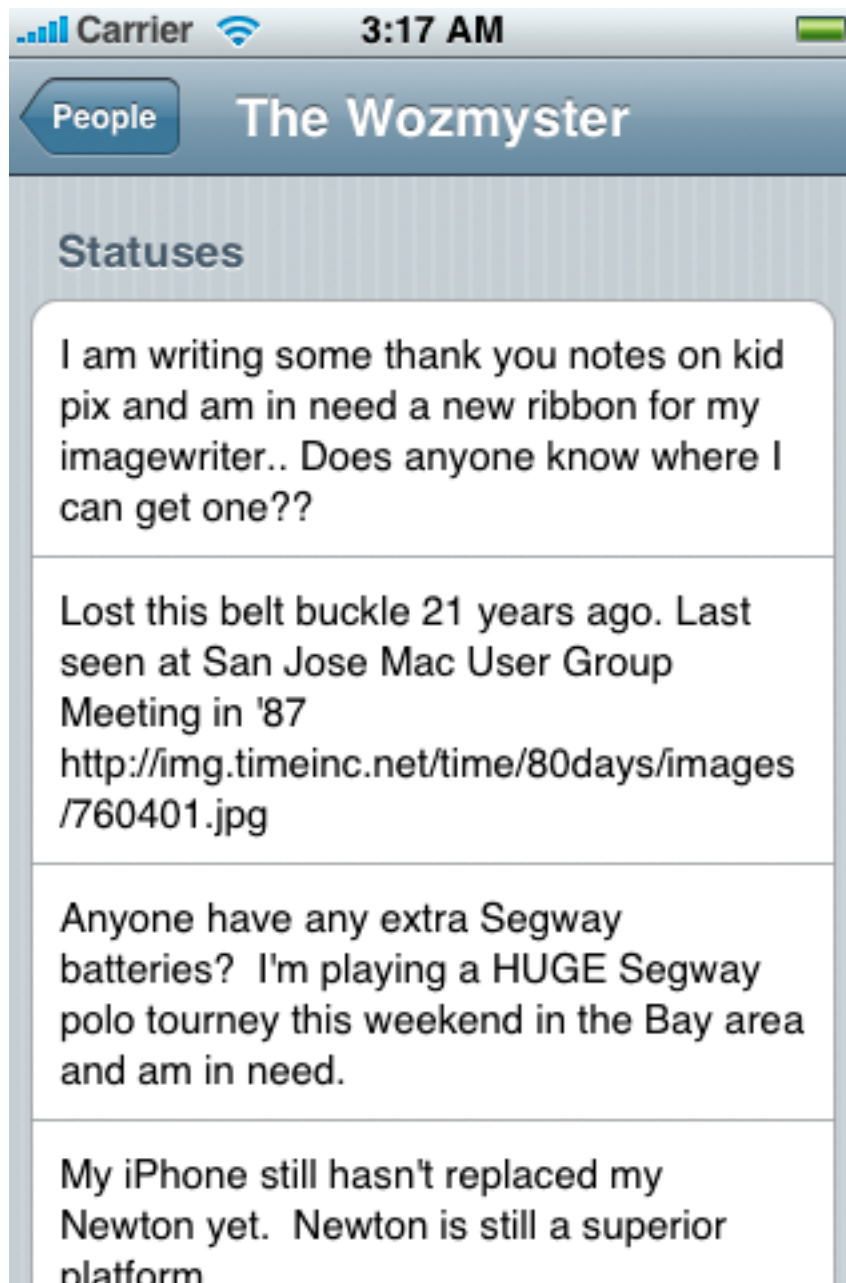 Carrier 3:17 AM
People The Wozmyster
Statuses
I am writing some thank you notes on kid
pix and am in need a new ribbon for my
imagewriter.. Does anyone know where I
can get one??
Lost this belt buckle 21 years ago. Last
seen at San Jose Mac User Group
Meeting in '87
http://img.timeinc.net/time/80days/images
/760401.jpg
Anyone have any extra Segway
batteries?  I'm playing a HUGE Segway
polo tourney this weekend in the Bay area
and am in need.
My iPhone still hasn't replaced my
Newton yet.  Newton is still a superior
platform